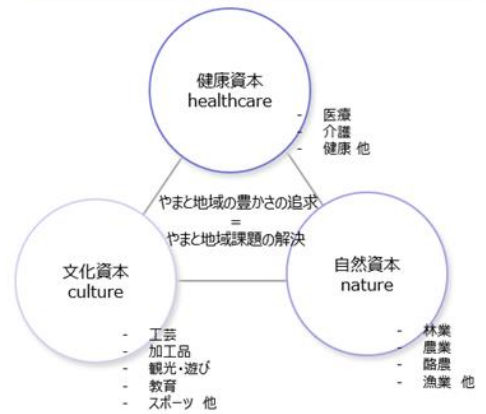 健康資本
healthcare
- 医療
- 介護
- 健康 他
やまと地域の豊かさの追求
=
やまと地域課題の解決
文化資本
culture
- 工芸
- 加工品
- 観光・遊び
- 教育
- スポーツ 他
自然資本
nature
- 林業
- 農業
- 酪農
- 漁業 他